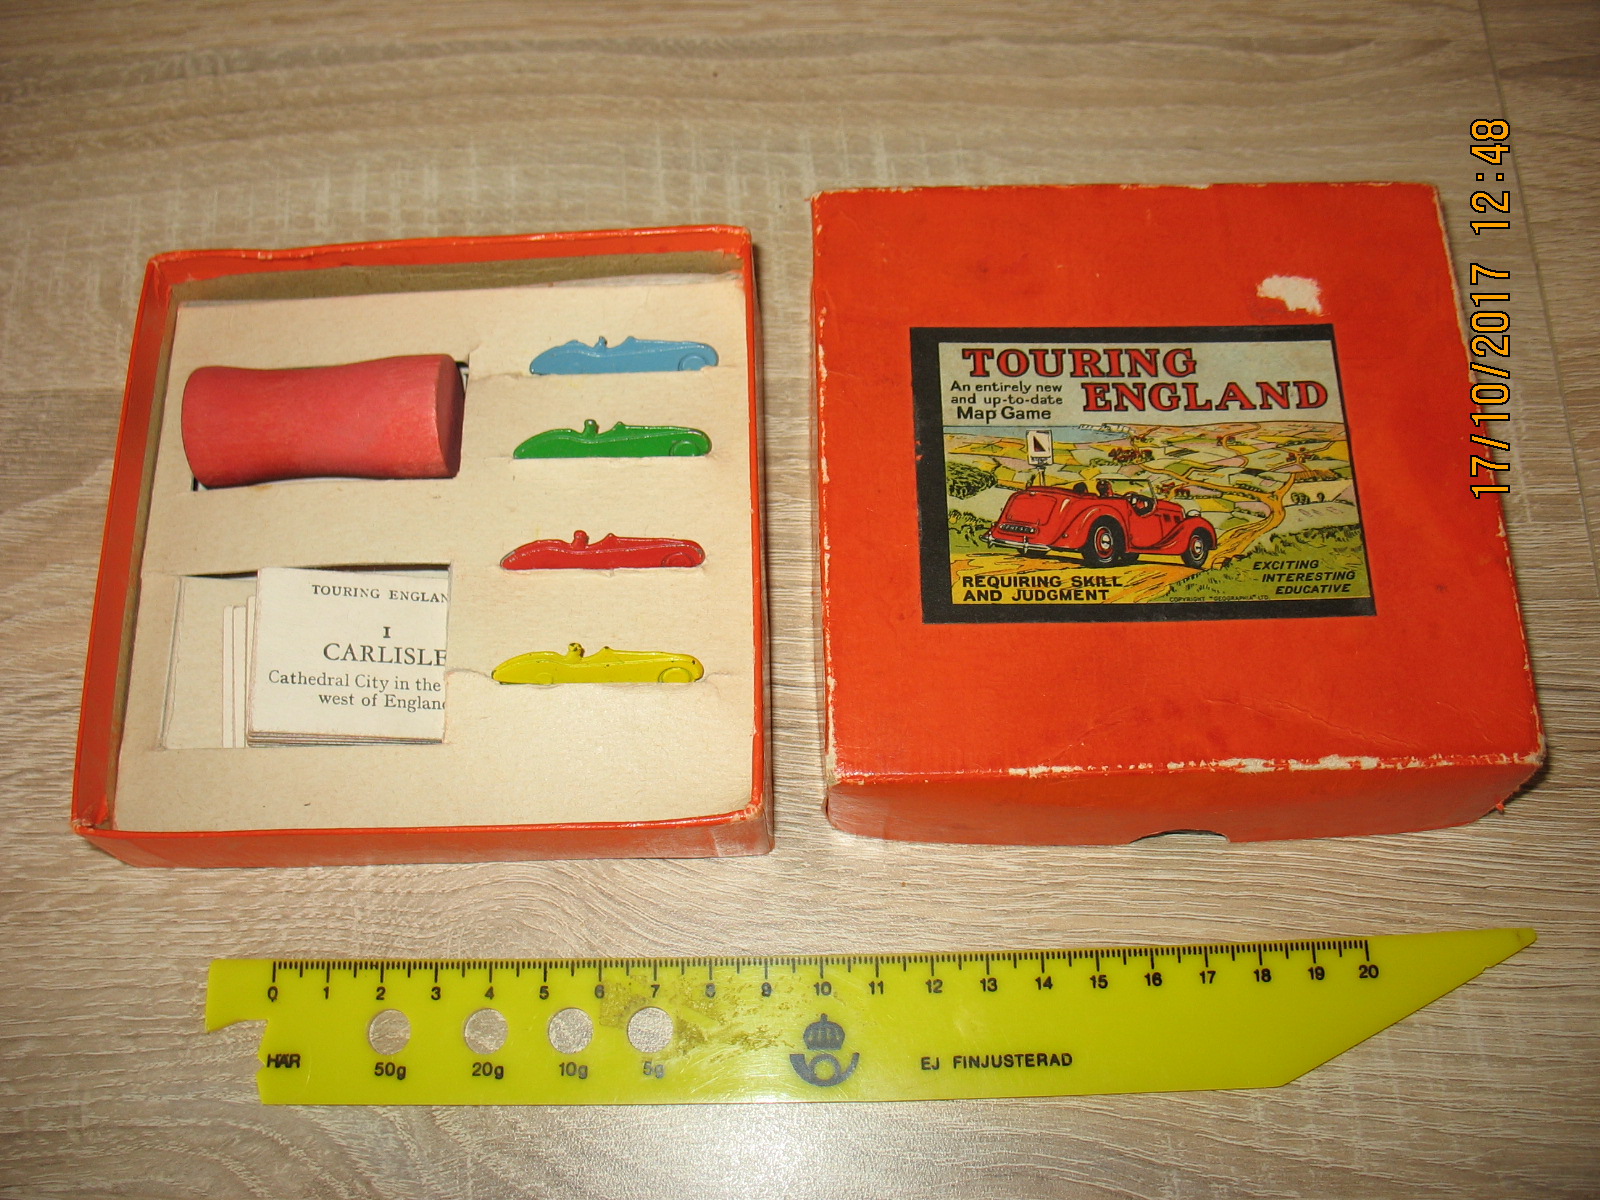 17/10/2017 12:48
TOURING
ENGLAND
An entirely new
and up-to-date
Map Game
REQUIRING SKILL
AND JUDGMENT
EXCITING
INTERESTING
EDUCATIVE
COPYRIGHT "GEOGRAPHIA" LTD.
TOURING ENGLAN
I
CARLISLE
Cathedral City in the
west of England
0 1 2 3 4 5 6 7 8 9 10 11 12 13 14 15 16 17 18 19 20
HÄR
50g 20g 10g 5g
EJ FINJUSTERAD